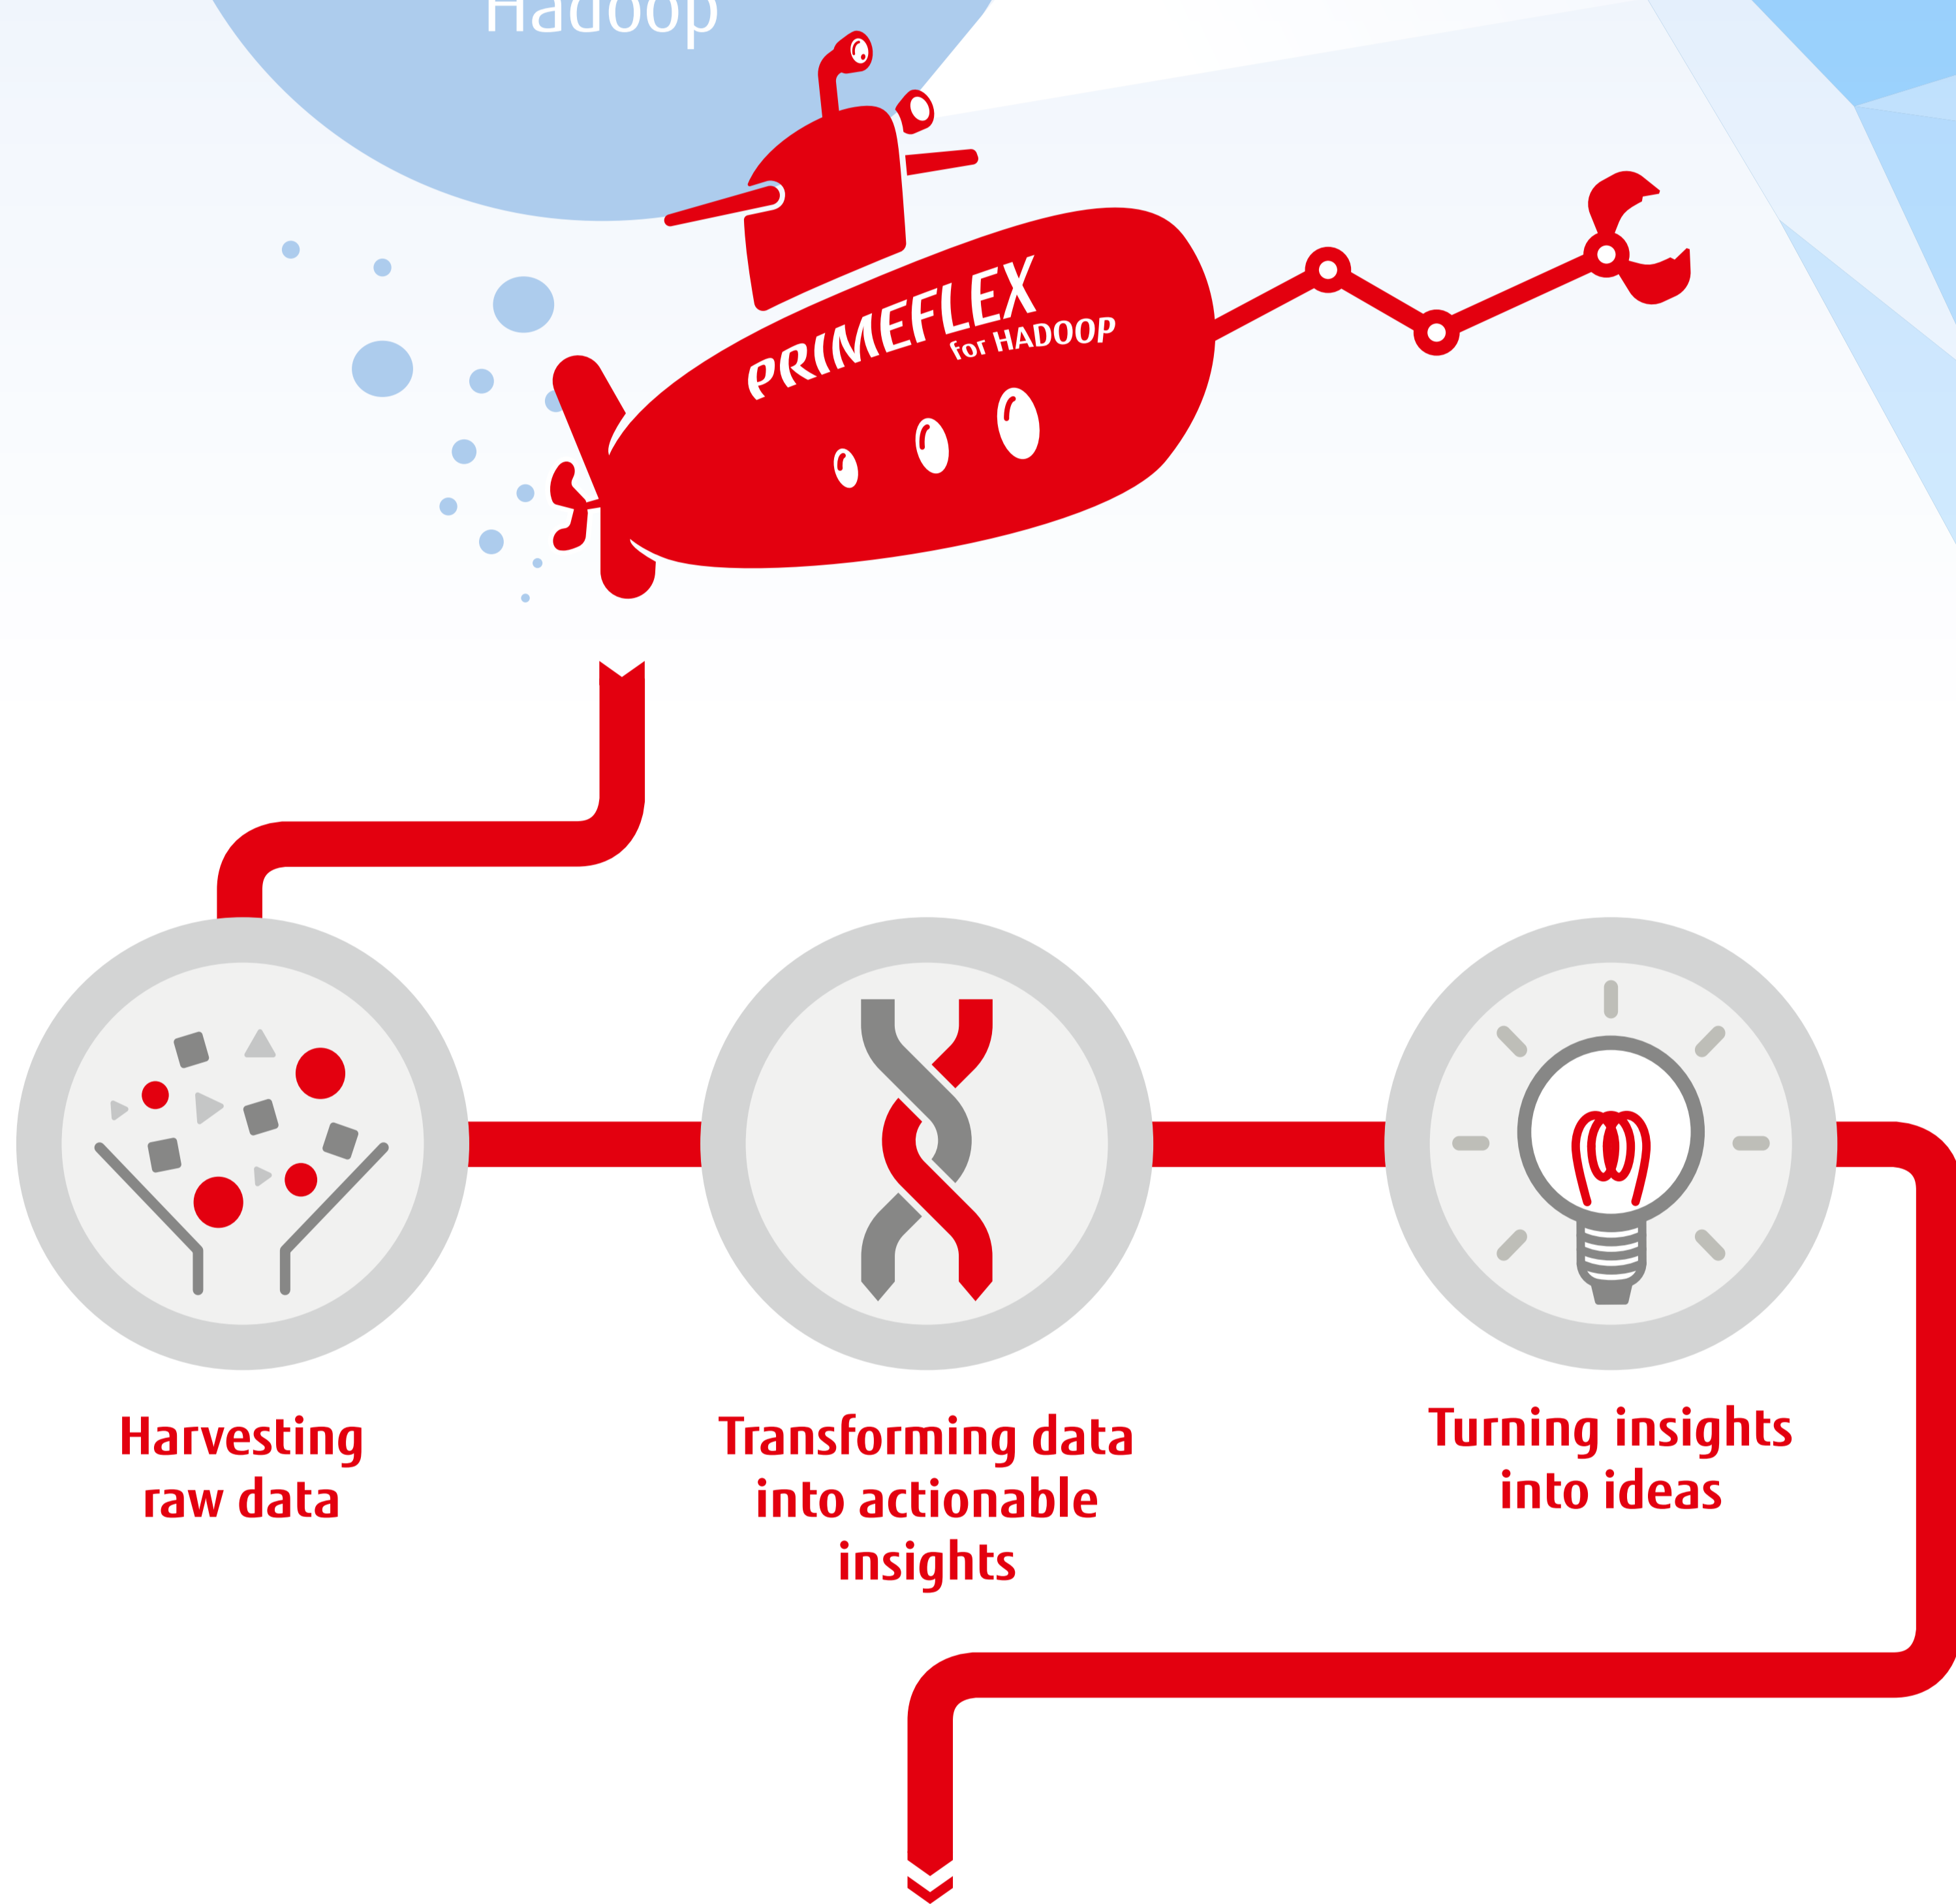 Hadoop
PRIMEFLEX
for HADOOP
Harvesting
raw data
Transforming data
into actionable
insights
Turning insights
into ideas